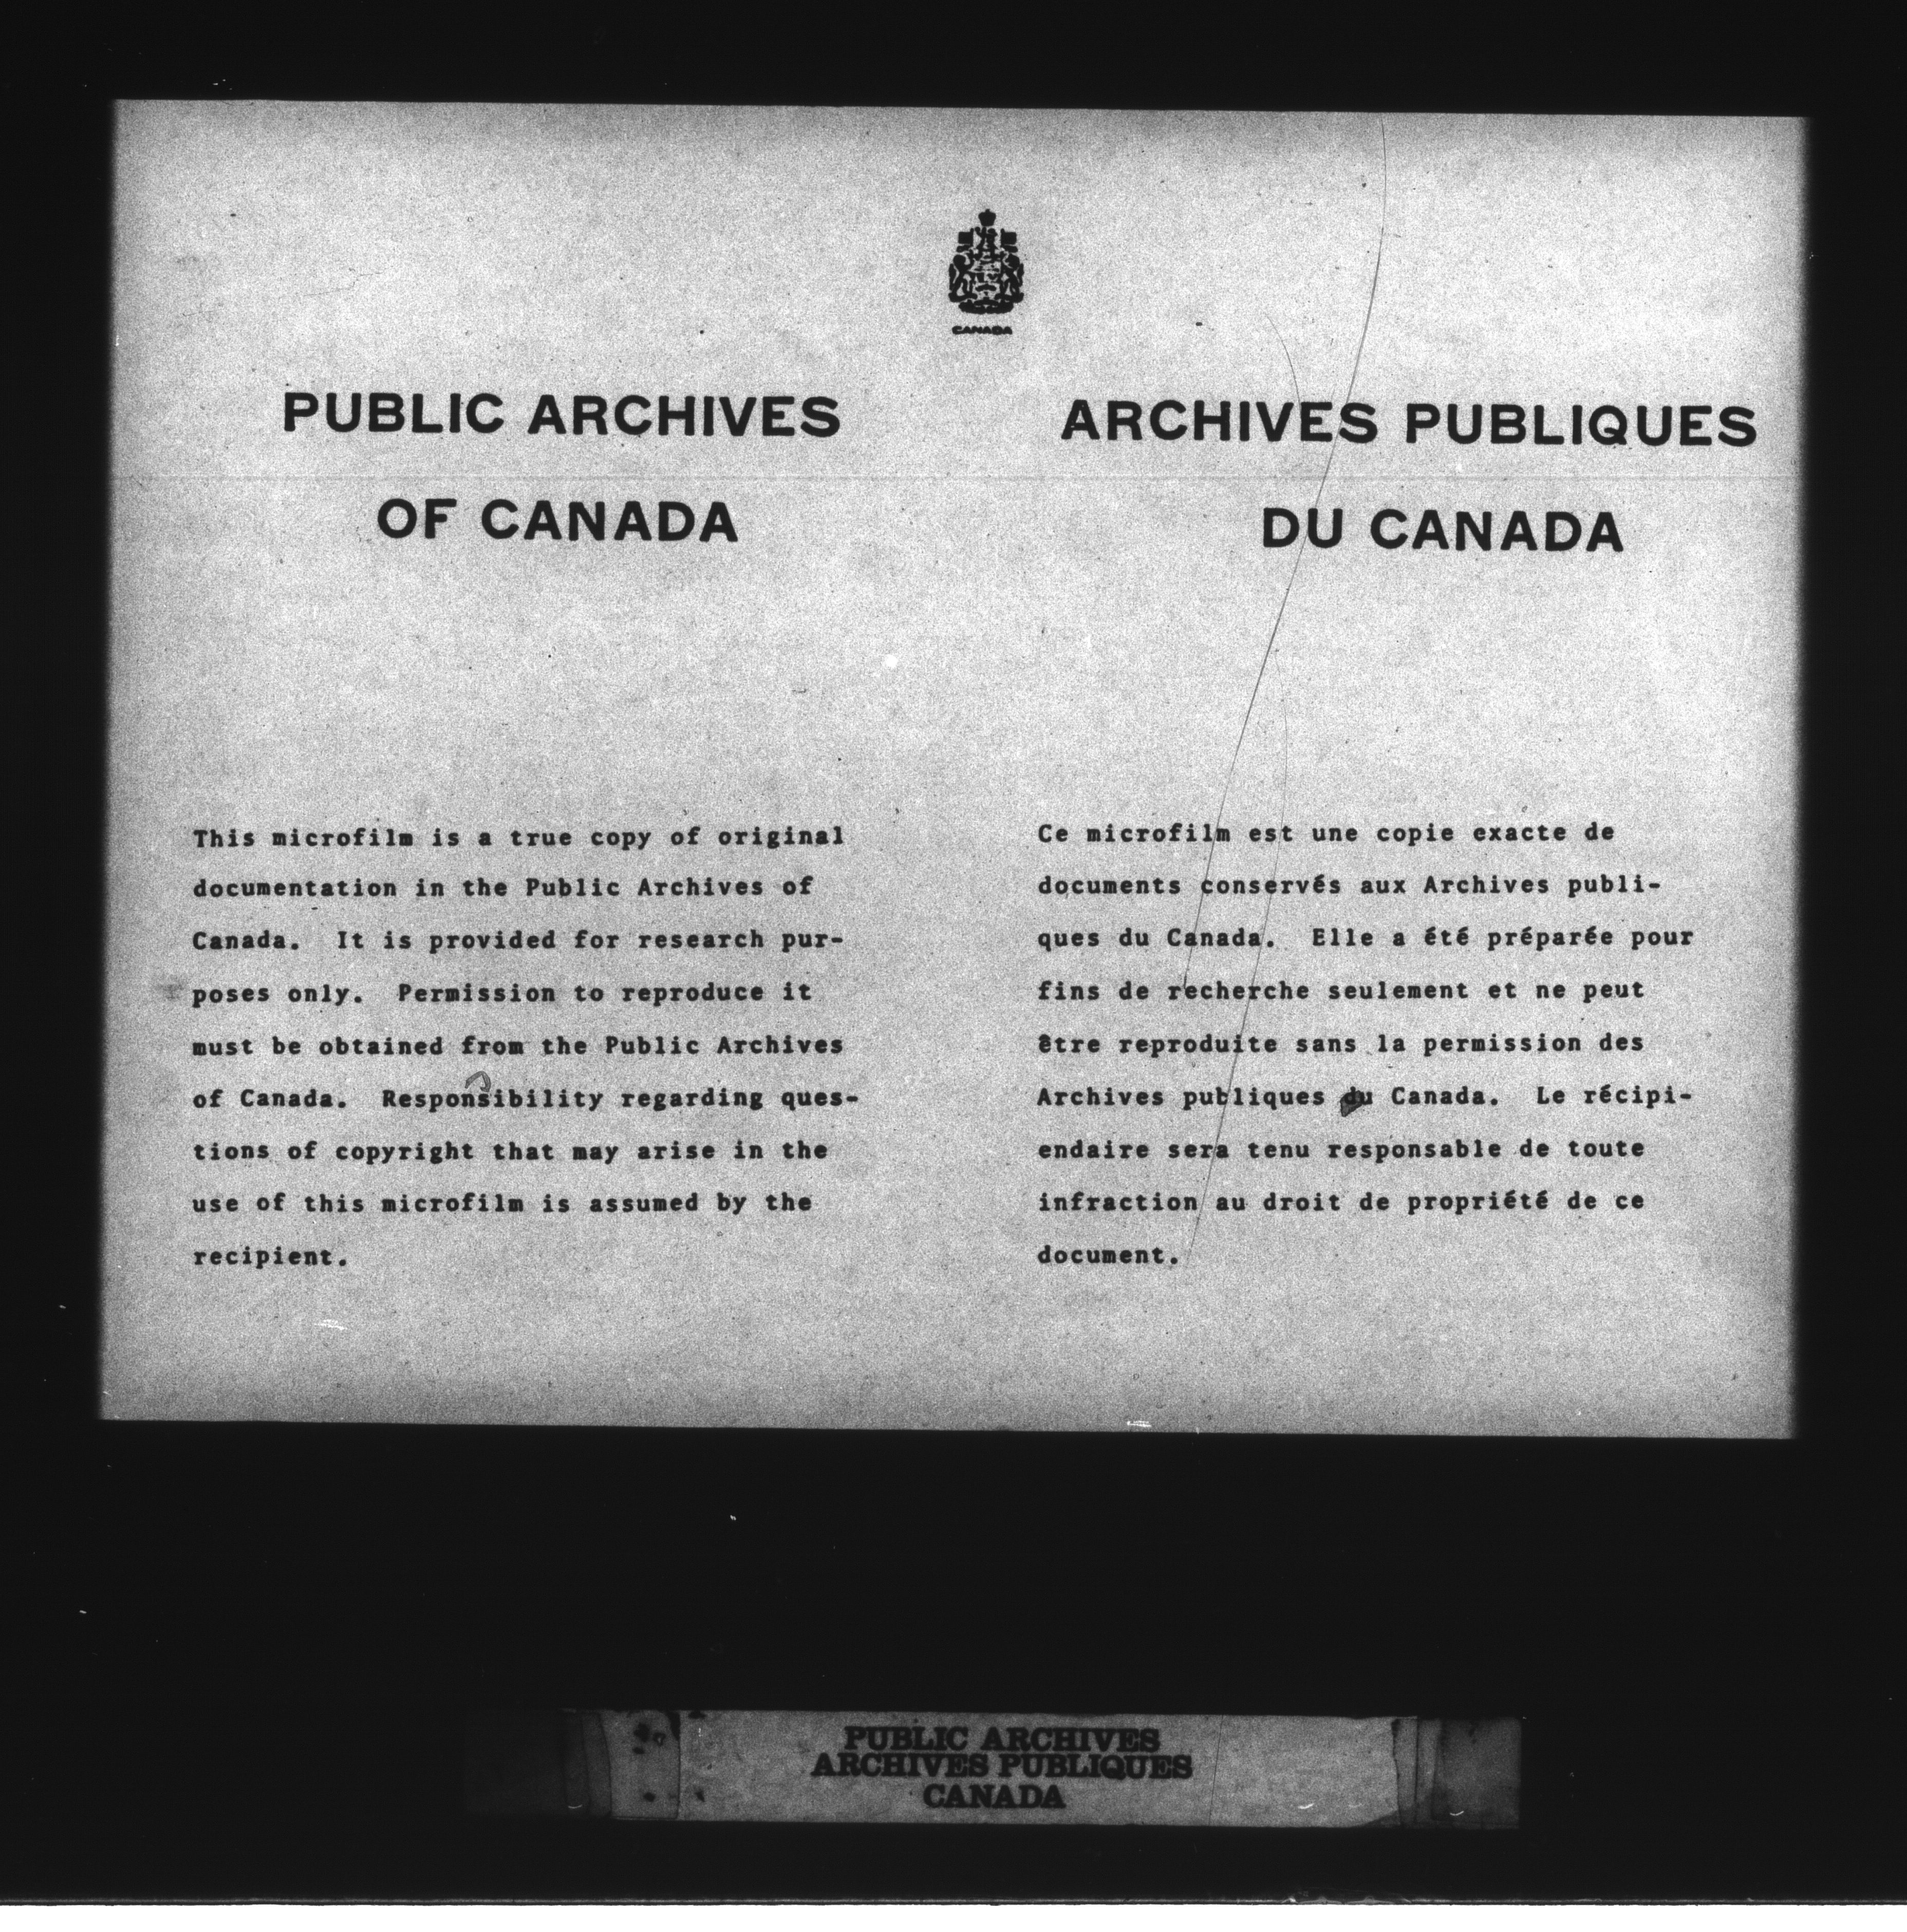 CANADA
PUBLIC ARCHIVES
OF CANADA
This microfilm is a true copy of original
documentation in the Public Archives of
Canada. It is provided for research pur-
poses only. Permission to reproduce it
must be obtained from the Public Archives
of Canada. Responsibility regarding ques-
tions of copyright that may arise in the
use of this microfilm is assumed by the
recipient.
ARCHIVES PUBLIQUES
DU CANADA
Ce microfilm est une copie exacte de
documents conservés aux Archives publi-
ques du Canada. Elle a été préparée pour
fins de recherche seulement et ne peut
être reproduite sans la permission des
Archives publiques du Canada. Le récipi-
endaire sera tenu responsable de toute
infraction au droit de propriété de ce
document.
PUBLIC ARCHIVES
ARCHIVES PUBLIQUES
CANADA